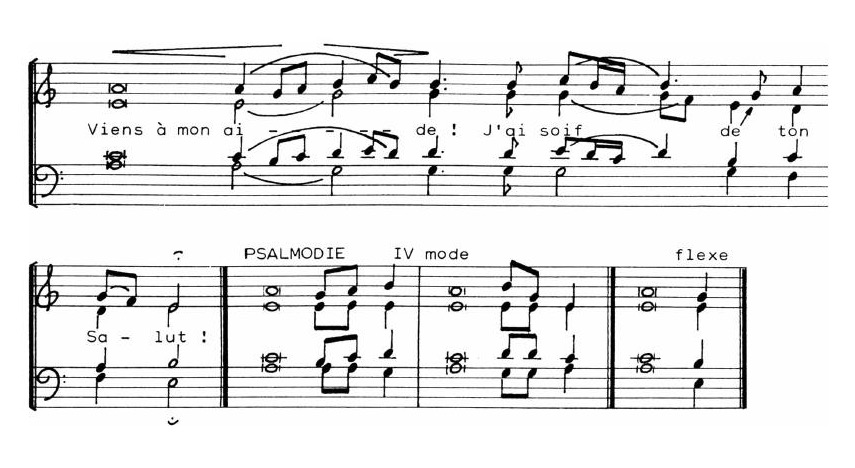 Viens à mon ai - - - - - de ! J'ai soif de ton
PSALMODIE IV mode flexe
Sa - lut !